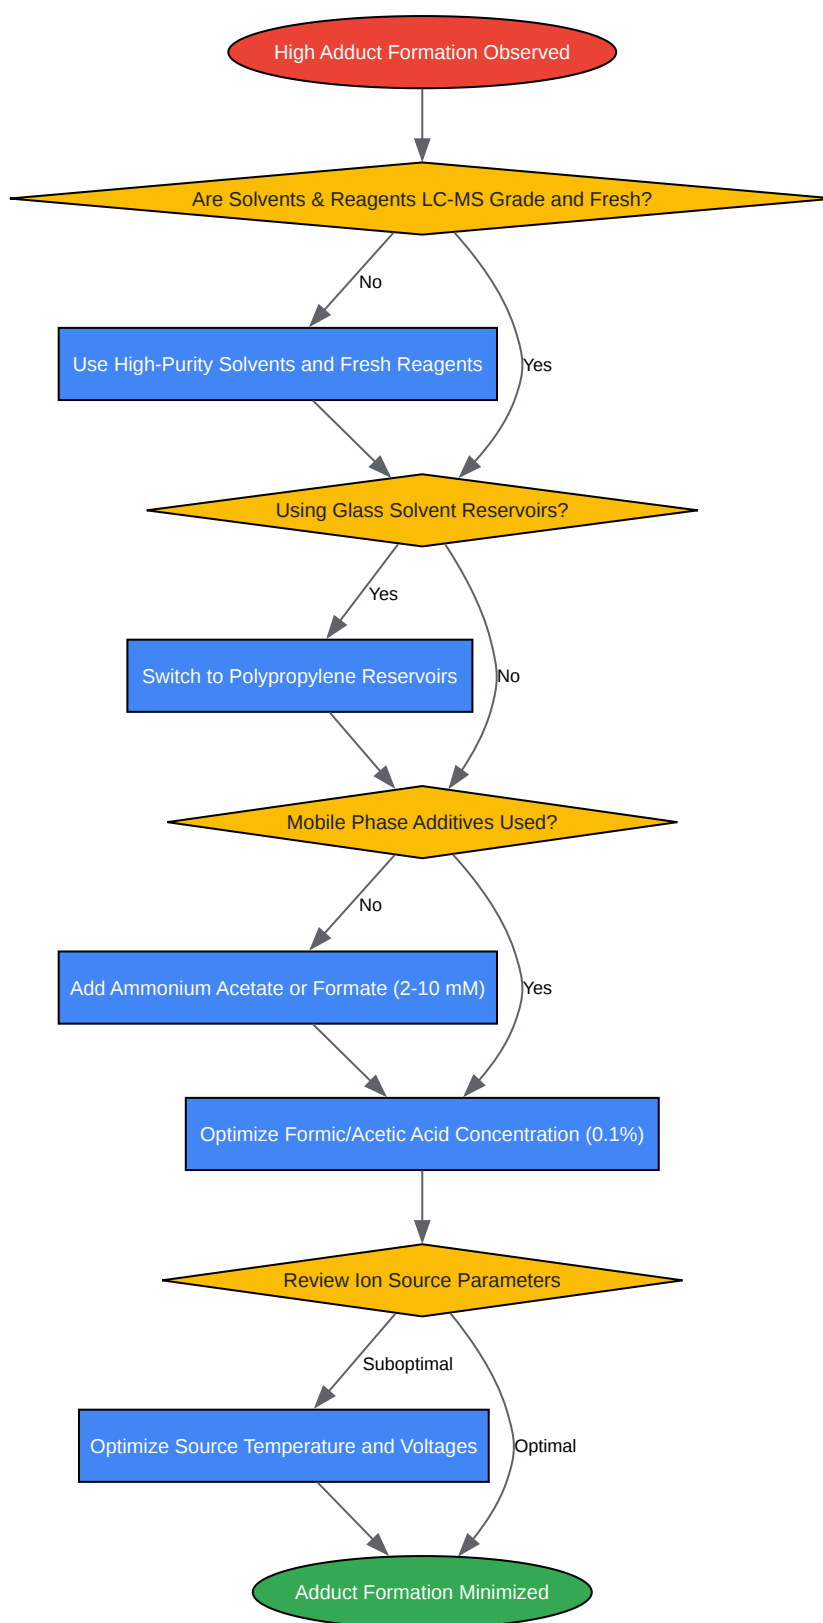 High Adduct Formation Observed
Are Solvents & Reagents LC-MS Grade and Fresh?
No
Use High-Purity Solvents and Fresh Reagents
Yes
Using Glass Solvent Reservoirs?
Yes
Switch to Polypropylene Reservoirs
No
Mobile Phase Additives Used?
No
Add Ammonium Acetate or Formate (2-10 mM)
Yes
Optimize Formic/Acetic Acid Concentration (0.1%)
Review Ion Source Parameters
Suboptimal
Optimize Source Temperature and Voltages
Optimal
Adduct Formation Minimized